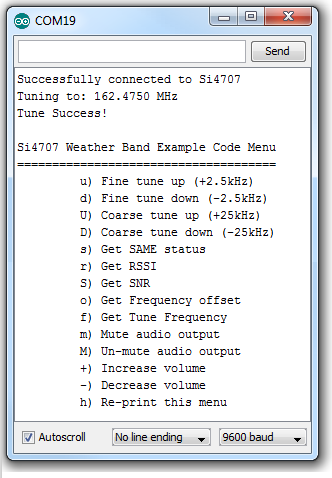 COM19
Send
Successfully connected to Si4707
Tuning to: 162.4750 MHz
Tune Success!
Si4707 Weather Band Example Code Menu
=====================================
u) Fine tune up (+2.5kHz)
d) Fine tune down (-2.5kHz)
U) Coarse tune up (+25kHz)
D) Coarse tune down (-25kHz)
s) Get SAME status
r) Get RSSI
S) Get SNR
o) Get Frequency offset
f) Get Tune Frequency
m) Mute audio output
M) Un-mute audio output
+) Increase volume
-) Decrease volume
h) Re-print this menu
Autoscroll No line ending 9600 baud